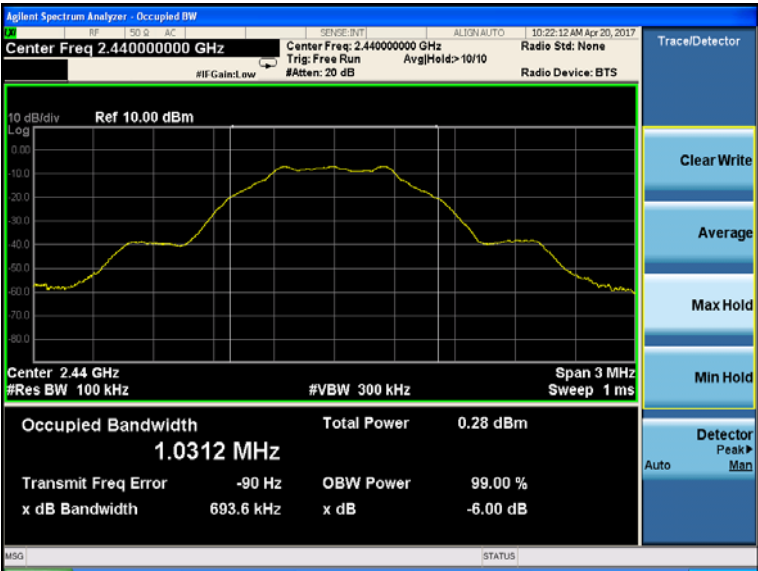 Agilent Spectrum Analyzer - Occupied BW
LXI RF 50 Ω AC SENSE:INT ALIGN AUTO 10:22:12 AM Apr 20, 2017
Center Freq 2.440000000 GHz Center Freq: 2.440000000 GHz Radio Std: None
Trig: Free Run Avg|Hold:> 10/10
#IFGain:Low #Atten: 20 dB Radio Device: BTS
10 dB/div Ref 10.00 dBm
Log
0.00
-10.0
-20.0
-30.0
-40.0
-50.0
-60.0
-70.0
-80.0
Center 2.44 GHz Span 3 MHz
#Res BW 100 kHz #VBW 300 kHz Sweep 1 ms
Occupied Bandwidth Total Power 0.28 dBm
1.0312 MHz
Transmit Freq Error -90 Hz OBW Power 99.00 %
x dB Bandwidth 693.6 kHz x dB -6.00 dB
MSG STATUS
Trace/Detector
Clear Write
Average
Max Hold
Min Hold
Detector
Peak▶
Auto Man